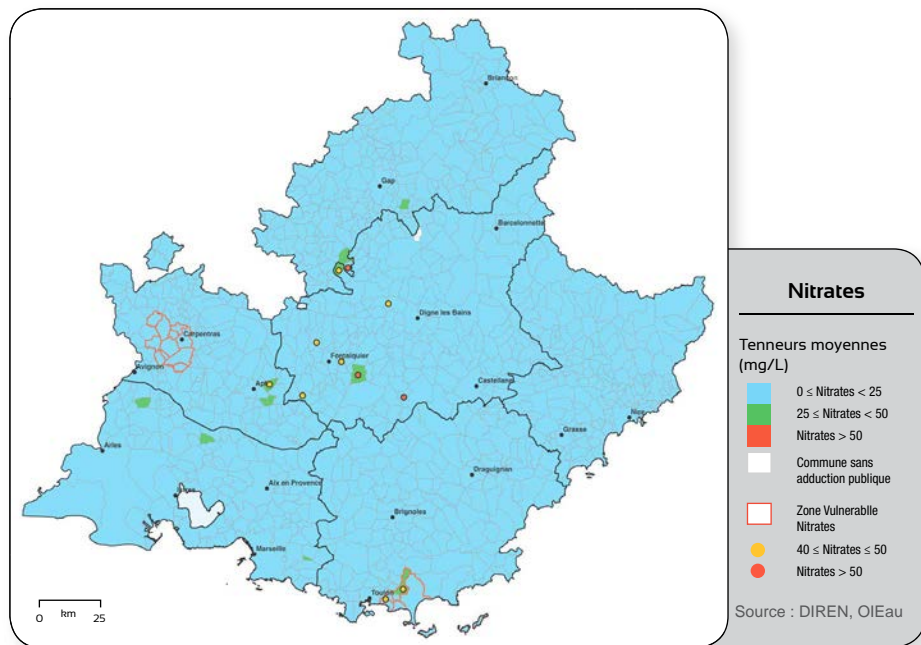 Briançon
Gap
Barcelonnette
Digne les Bains
Carpentras
Forcalquier
Avignon
Apt
Castellane
Nice
Grasse
Arles
Draguignan
Aix en Provence
Istres
Brignoles
Marseille
Toulon
km
0 25
Nitrates
Tenneurs moyennes
(mg/L)
0 ≤ Nitrates < 25
25 ≤ Nitrates < 50
Nitrates > 50
Commune sans
adduction publique
Zone Vulnerablle
Nitrates
40 ≤ Nitrates ≤ 50
Nitrates > 50
Source : DIREN, OIEau